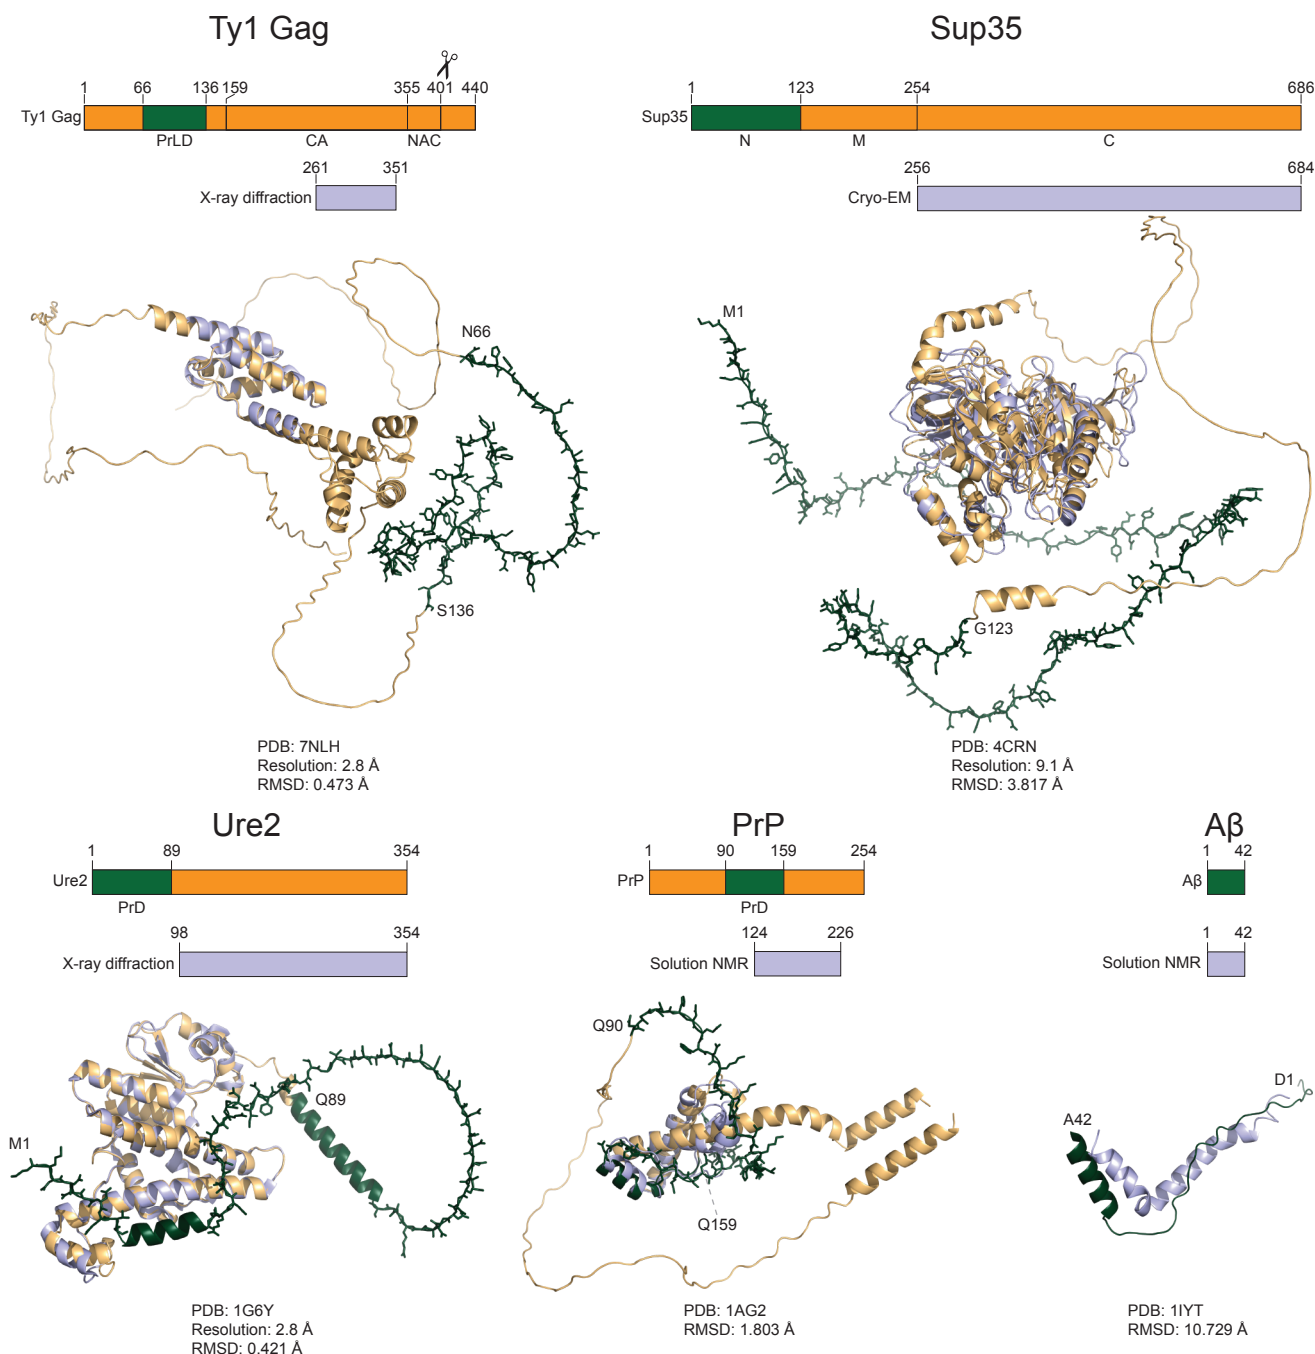 Ty1 Gag
1 66 136 159 355 401 440
Ty1 Gag
PrLD CA NAC
261 351
X-ray diffraction
N66
S136
PDB: 7NLH
Resolution: 2.8 Å
RMSD: 0.473 Å
Sup35
1 123 254 686
Sup35
N M C
256 684
Cryo-EM
M1
G123
PDB: 4CRN
Resolution: 9.1 Å
RMSD: 3.817 Å
Ure2
1 89 354
Ure2
PrD
98 354
X-ray diffraction
Q89
M1
PDB: 1G6Y
Resolution: 2.8 Å
RMSD: 0.421 Å
PrP
1 90 159 254
PrP
PrD
124 226
Solution NMR
Q90
Q159
PDB: 1AG2
RMSD: 1.803 Å
Aβ
1 42
Aβ
1 42
Solution NMR
D1
A42
PDB: 1IYT
RMSD: 10.729 Å